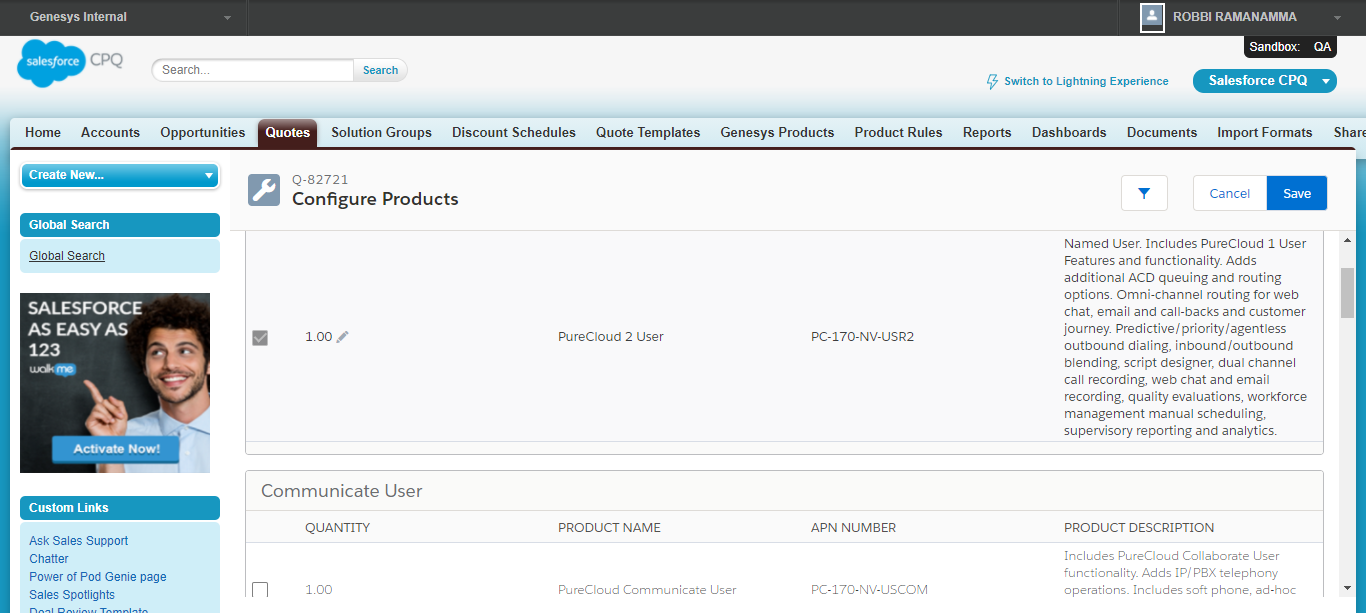 Genesys Internal
ROBBI RAMANAMMA
Sandbox: QA
salesforce CPQ
Search...
Search
Switch to Lightning Experience
Salesforce CPQ
Home Accounts Opportunities Quotes Solution Groups Discount Schedules Quote Templates Genesys Products Product Rules Reports Dashboards Documents Import Formats Share
Create New...
Global Search
Global Search
SALESFORCE
AS EASY AS
123
walkme
Activate Now!
Custom Links
Ask Sales Support
Chatter
Power of Pod Genie page
Sales Spotlights
Deal Review Template
Q-82721
Configure Products
Cancel
Save
1.00
PureCloud 2 User
PC-170-NV-USR2
Named User. Includes PureCloud 1 User
Features and functionality. Adds
additional ACD queuing and routing
options. Omni-channel routing for web
chat, email and call-backs and customer
journey. Predictive/priority/agentless
outbound dialing, inbound/outbound
blending, script designer, dual channel
call recording, web chat and email
recording, quality evaluations, workforce
management manual scheduling,
supervisory reporting and analytics.
Communicate User
QUANTITY PRODUCT NAME APN NUMBER PRODUCT DESCRIPTION
1.00
PureCloud Communicate User
PC-170-NV-USCOM
Includes PureCloud Collaborate User
functionality. Adds IP/PBX telephony
operations. Includes soft phone, ad-hoc